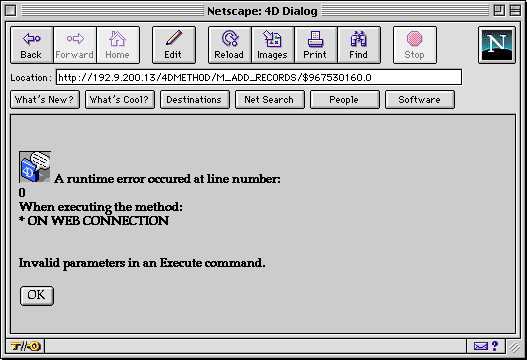 Netscape: 4D Dialog
Back Forward Home Edit Reload Images Print Find Stop N
Location: http://192.9.200.13/4DMETHOD/M_ADD_RECORDS/$967530160.0
What's New? What's Cool? Destinations Net Search People Software
4D A runtime error occured at line number:
0
When executing the method:
* ON WEB CONNECTION
Invalid parameters in an Execute command.
OK
?